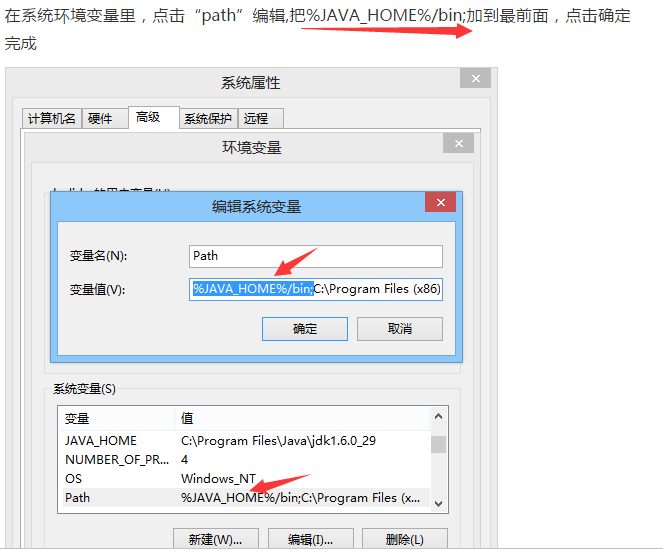 在系统环境变量里，点击“path”编辑,把%JAVA_HOME%/bin;加到最前面，点击确定
完成
系统属性
计算机名 硬件 高级 系统保护 远程
环境变量
编辑系统变量
变量名(N): Path
变量值(V): %JAVA_HOME%/bin;C:\Program Files (x86)
确定 取消
系统变量(S)
变量 值
JAVA_HOME C:\Program Files\Java\jdk1.6.0_29
NUMBER_OF_PR... 4
OS Windows_NT
Path %JAVA_HOME%/bin;C:\Program Files (x...
新建(W)... 编辑(I)... 删除(L)